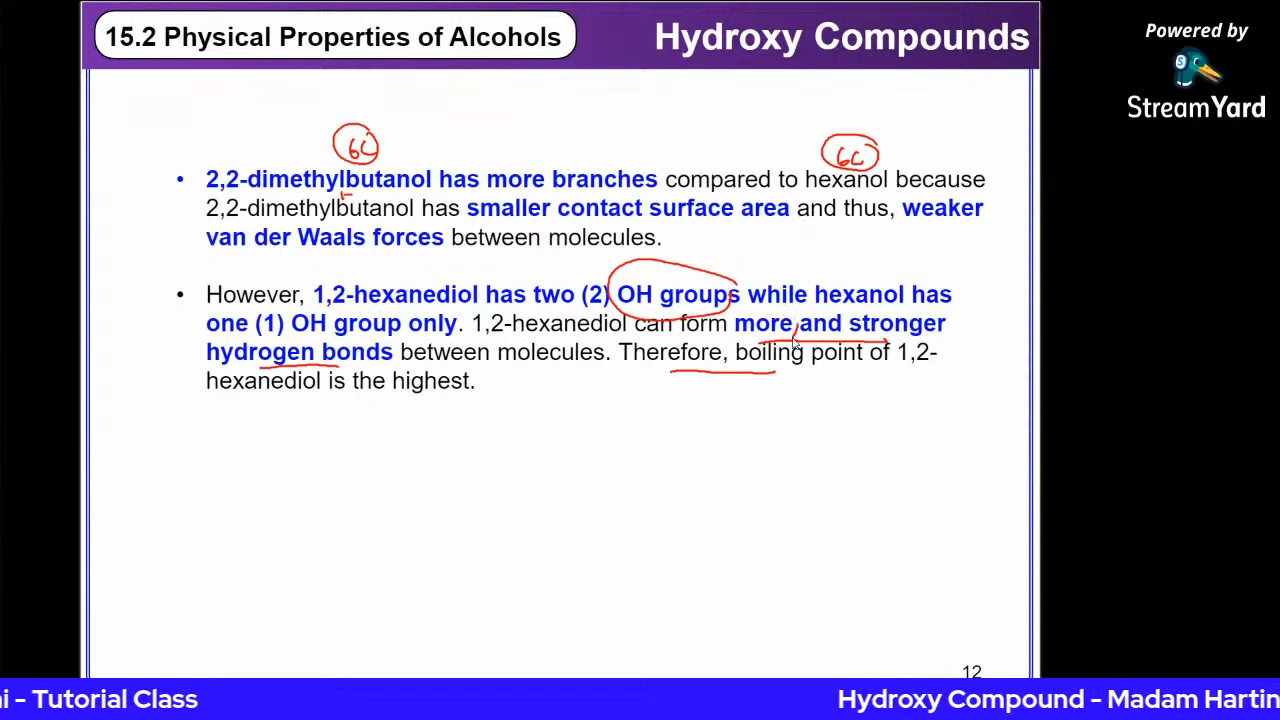 15.2 Physical Properties of Alcohols
Hydroxy Compounds
Powered by
S
StreamYard
6C
6C
• 2,2-dimethylbutanol has more branches compared to hexanol because
2,2-dimethylbutanol has smaller contact surface area and thus, weaker
van der Waals forces between molecules.
• However, 1,2-hexanediol has two (2) OH groups while hexanol has
one (1) OH group only. 1,2-hexanediol can form more and stronger
hydrogen bonds between molecules. Therefore, boiling point of 1,2-
hexanediol is the highest.
12
ni - Tutorial Class
Hydroxy Compound - Madam Hartin